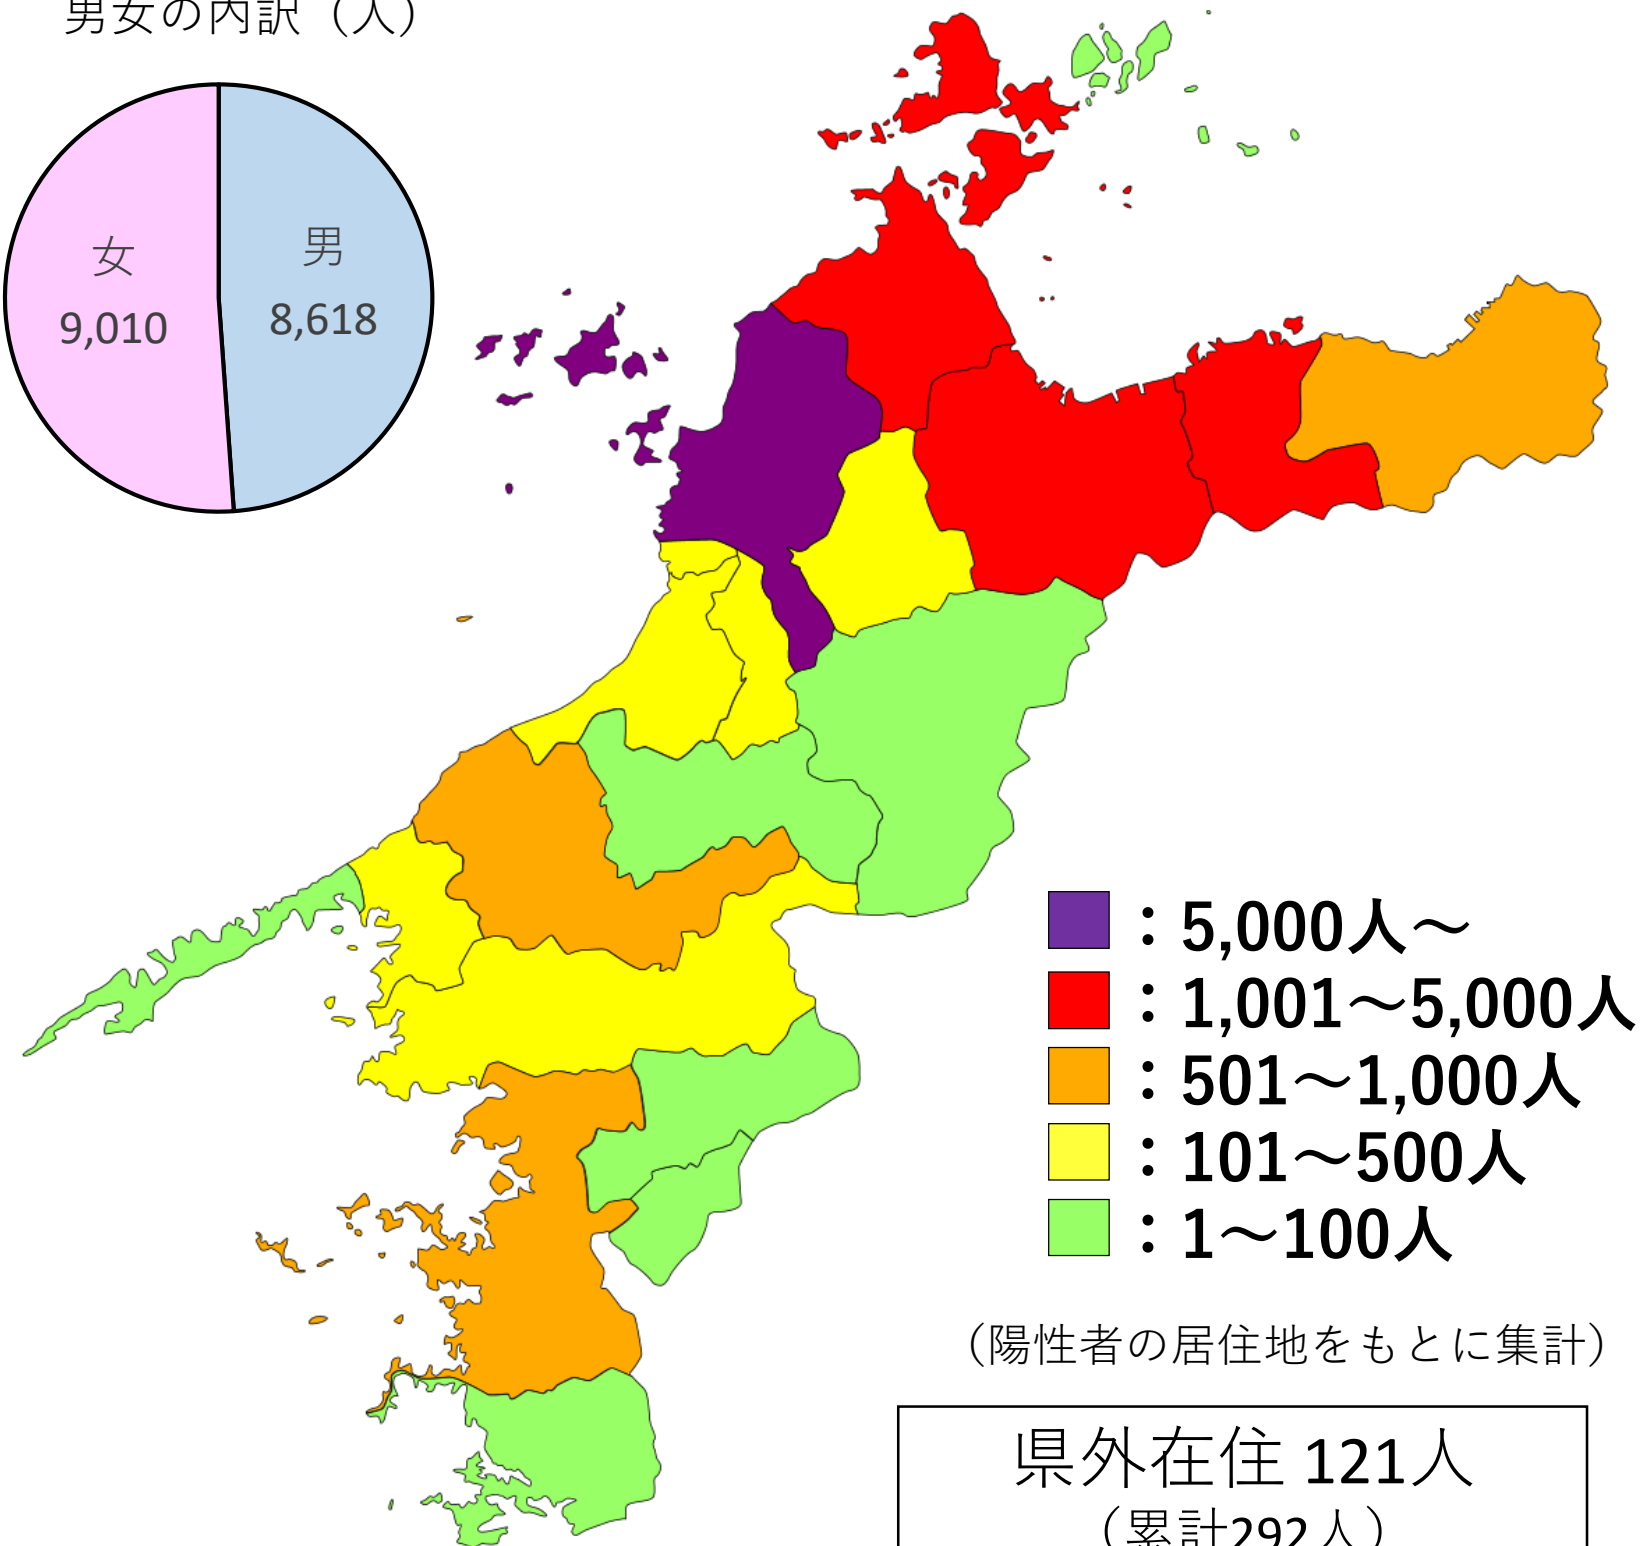 男女の内訳（人）
女
9,010
男
8,618
：5,000人～
：1,001～5,000人
：501～1,000人
：101～500人
：1～100人
（陽性者の居住地をもとに集計）
県外在住 121人
（累計292人）